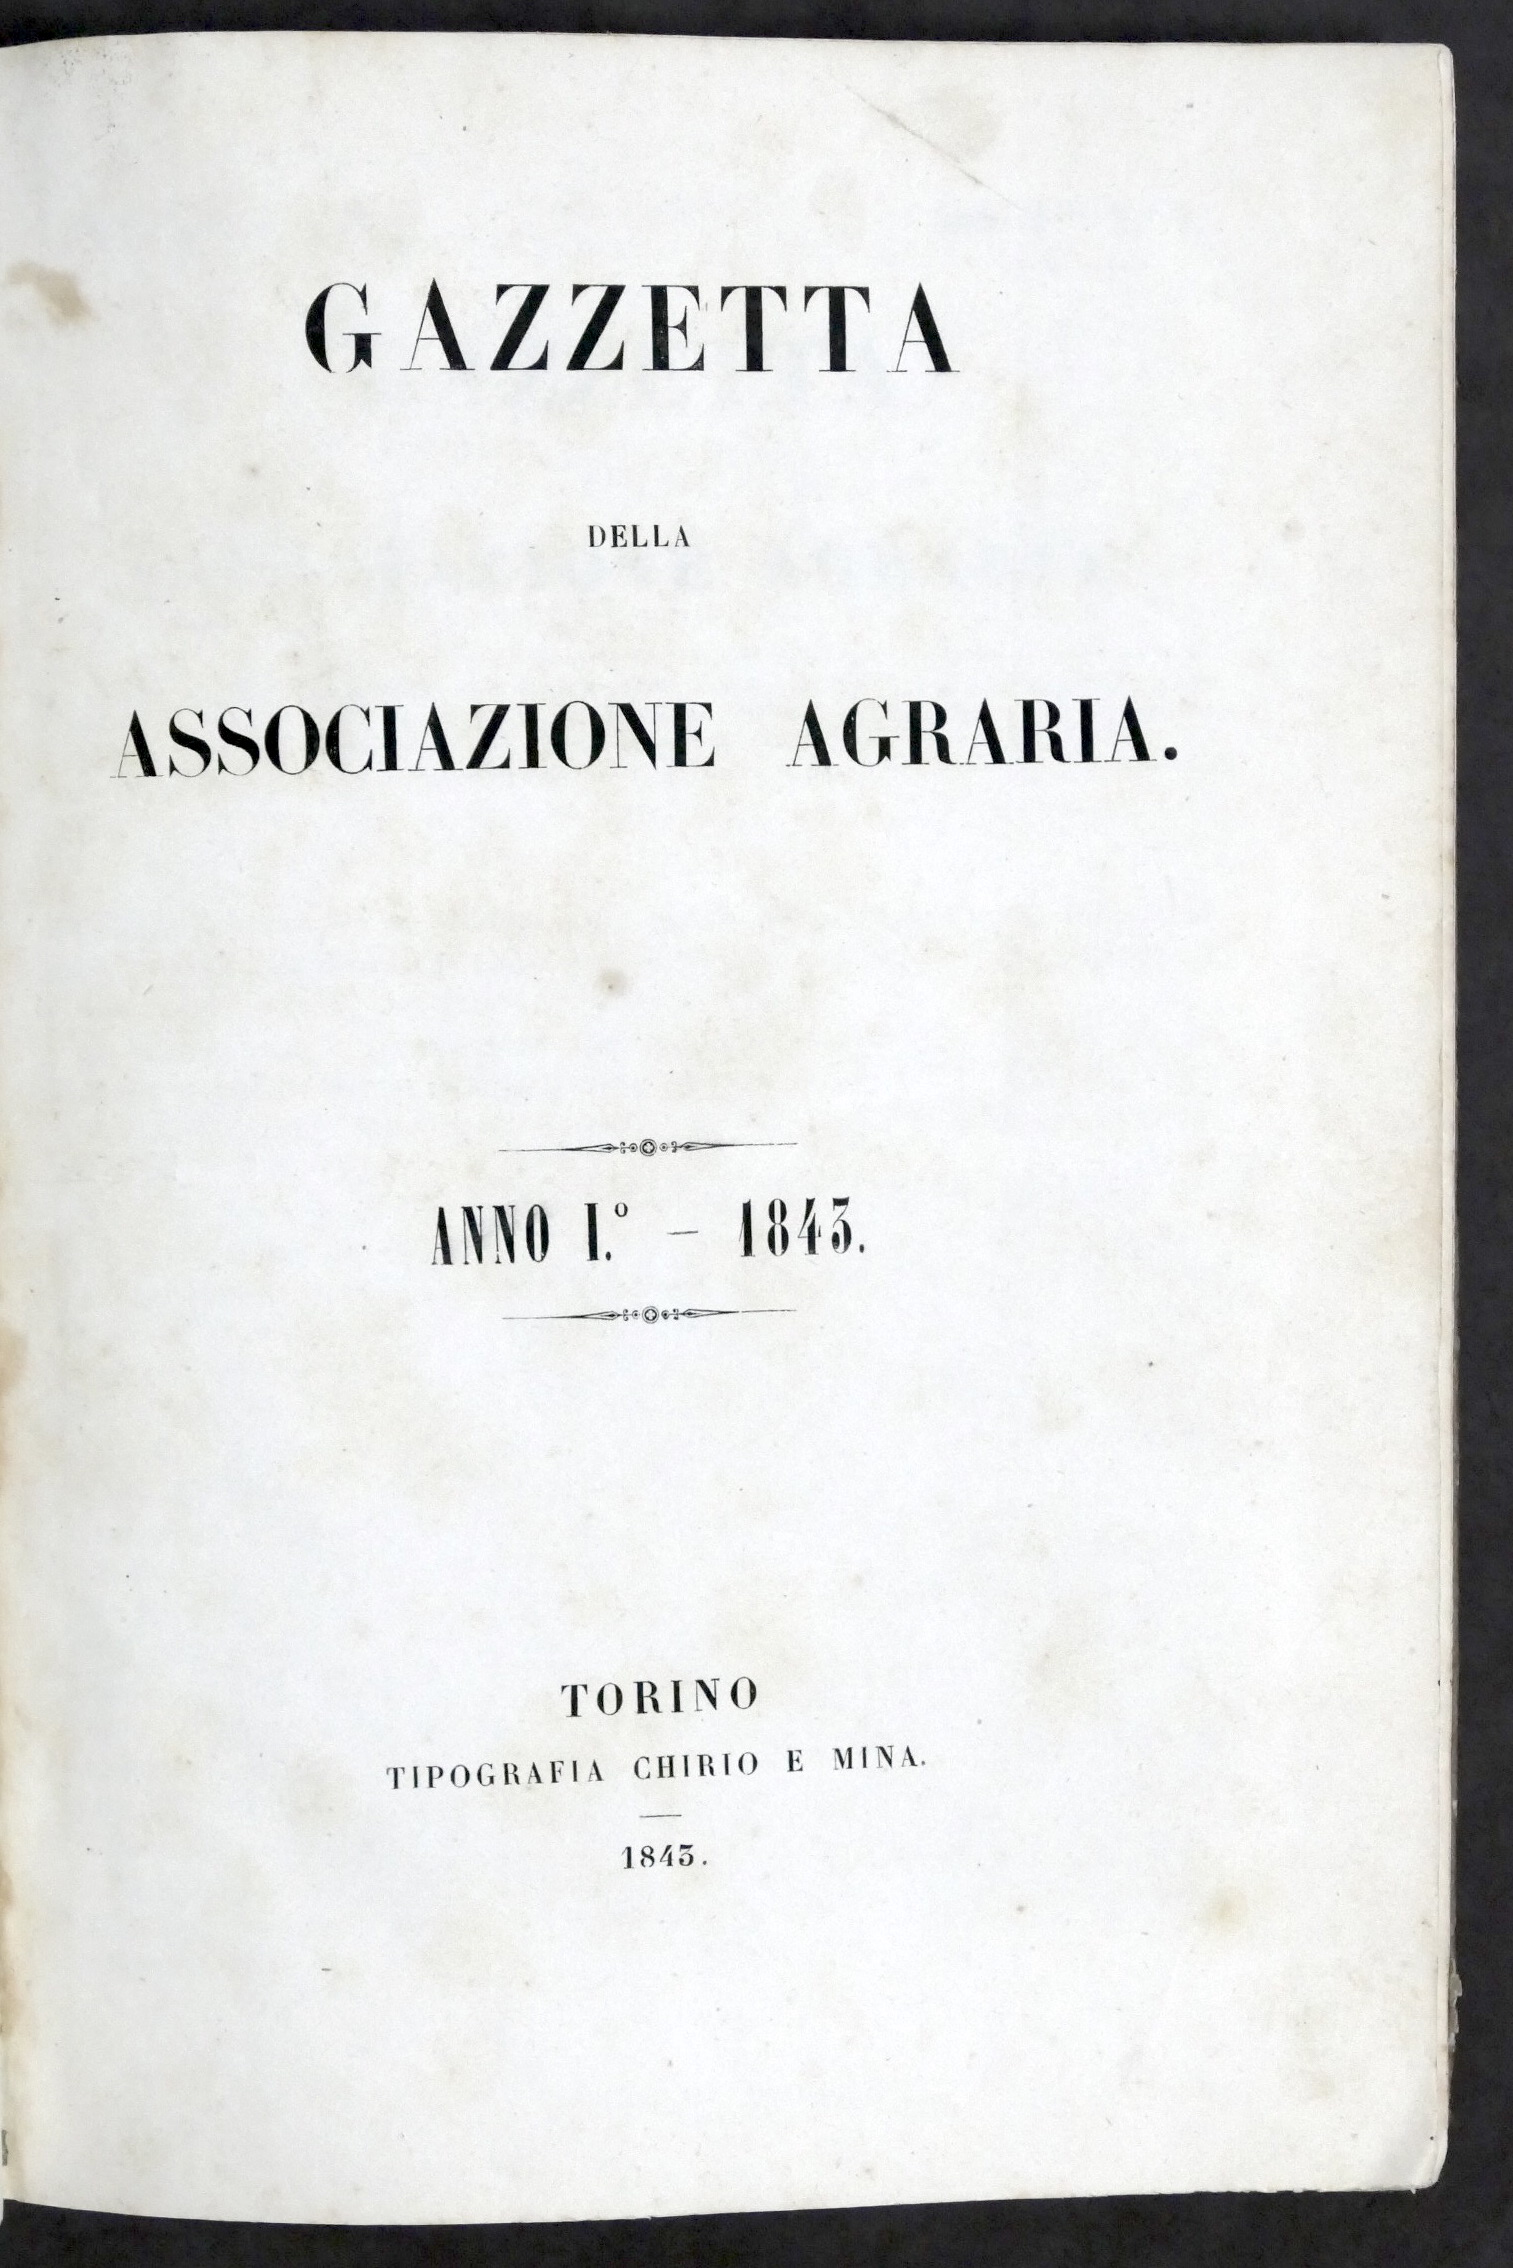 GAZZETTA
DELLA
ASSOCIAZIONE AGRARIA.
ANNO I.º — 1843.
TORINO
TIPOGRAFIA CHIRIO E MINA.
1843.